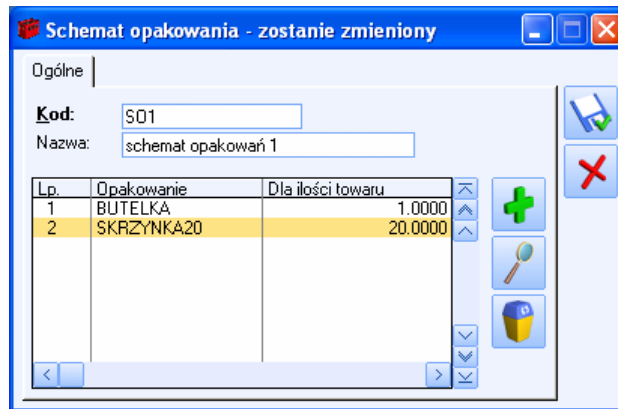 Schemat opakowania - zostanie zmieniony
Ogólne
Kod: SO1
Nazwa: schemat opakowań 1
Lp. Opakowanie Dla ilości towaru
1 BUTELKA 1.0000
2 SKRZYNKA20 20.0000